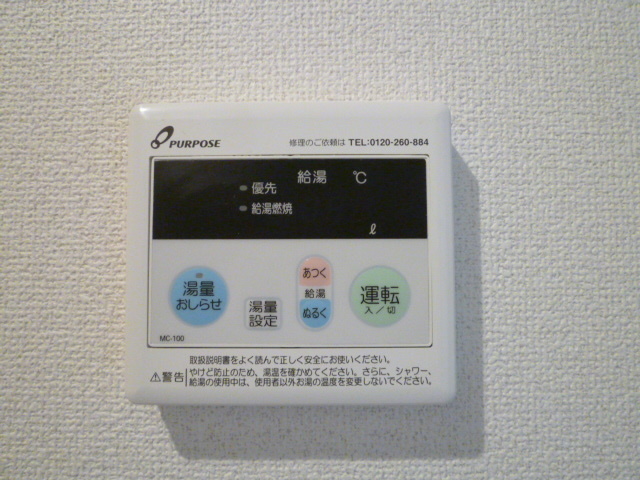 PURPOSE
修理のご依頼は TEL:0120-260-884
給湯 ℃
優先
給湯燃焼
ℓ
湯量
おしらせ
湯量
設定
あつく
給湯
ぬるく
運転
入/切
MC-100
取扱説明書をよく読んで正しく安全にお使いください。
⚠警告
やけど防止のため、湯温を確かめてください。さらに、シャワー、
給湯の使用中は、使用者以外お湯の温度を変更しないでください。